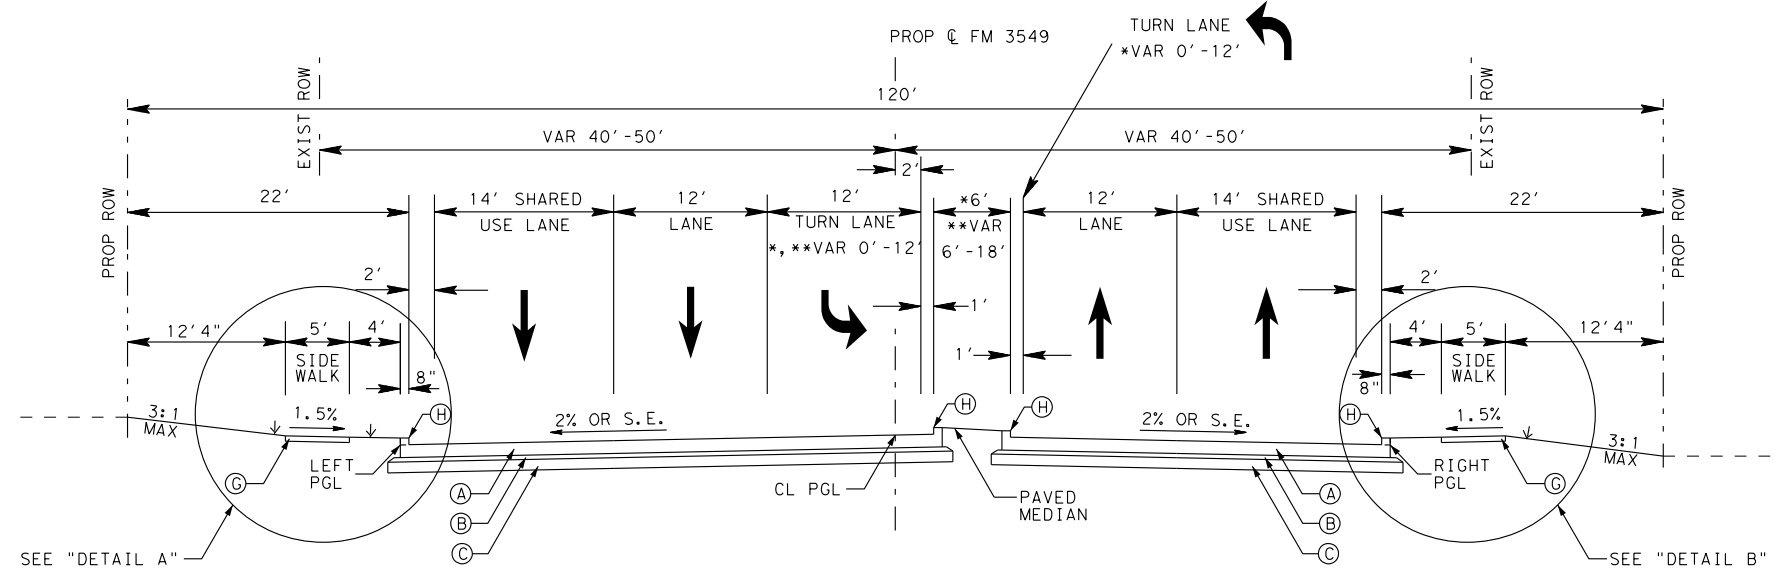 PROP ℄ FM 3549
TURN LANE
*VAR 0'-12'
120'
EXIST ROW
EXIST ROW
VAR 40'-50'
VAR 40'-50'
2'
PROP ROW
PROP ROW
22'
14' SHARED
USE LANE
12'
LANE
12'
TURN LANE
*,**VAR 0'-12'
*6'
**VAR
6'-18'
12'
LANE
14' SHARED
USE LANE
22'
2'
2'
1'
1'
12'4"
5'
SIDE
WALK
4'
8"
8"
4'
5'
SIDE
WALK
12'4"
3:1
MAX
1.5%
H
2% OR S.E.
H
H
2% OR S.E.
H
1.5%
3:1
MAX
LEFT
PGL
RIGHT
PGL
G
A
B
C
CL PGL
PAVED
MEDIAN
A
B
C
G
SEE "DETAIL A"
SEE "DETAIL B"